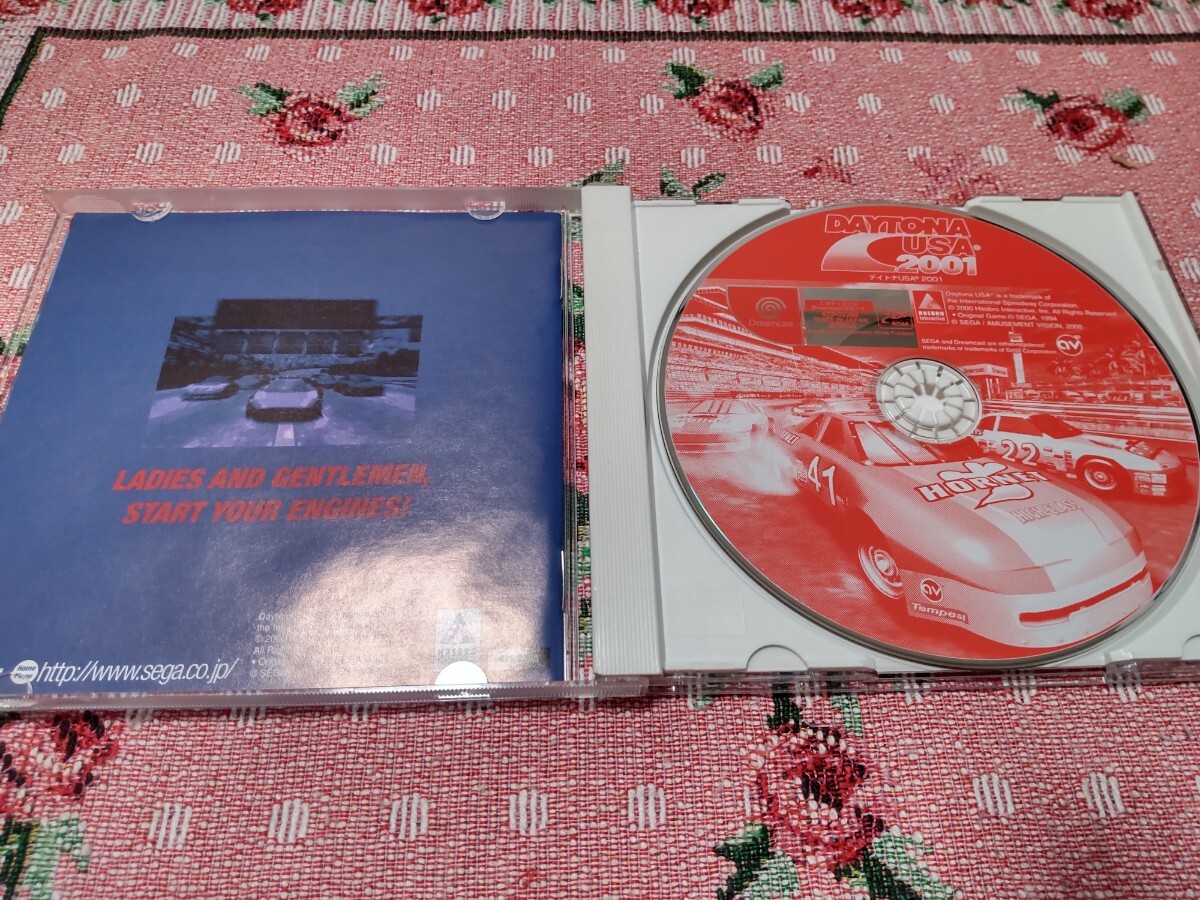 LADIES AND GENTLEMEN,
START YOUR ENGINES!
HASBRO
http://www.sega.co.jp/
DAYTONA
USA®
2001
デイトナUSA® 2001
Dreamcast
HASBRO
Interactive
Daytona USA® is a trademark of
the International Speedway Corporation.
© 2000 Hasbro Interactive, Inc. All Rights Reserved
• Original Game © SEGA, 1994
© SEGA / AMUSEMENT VISION, 2000
SEGA and Dreamcast are either registered
trademarks or trademarks of Sega Corporation.
av
41
22
HORNET
av
Tempest